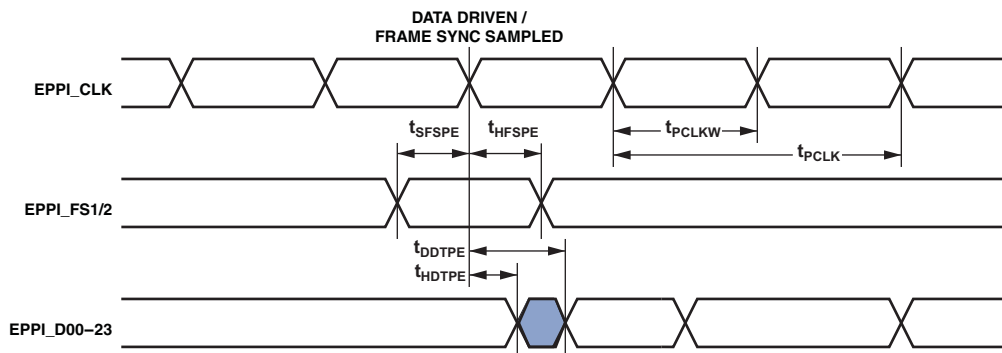 DATA DRIVEN /
FRAME SYNC SAMPLED
EPPI_CLK
tSFSPE
tHFSPE
tPCLKW
tPCLK
EPPI_FS1/2
tDDTPE
tHDTPE
EPPI_D00–23